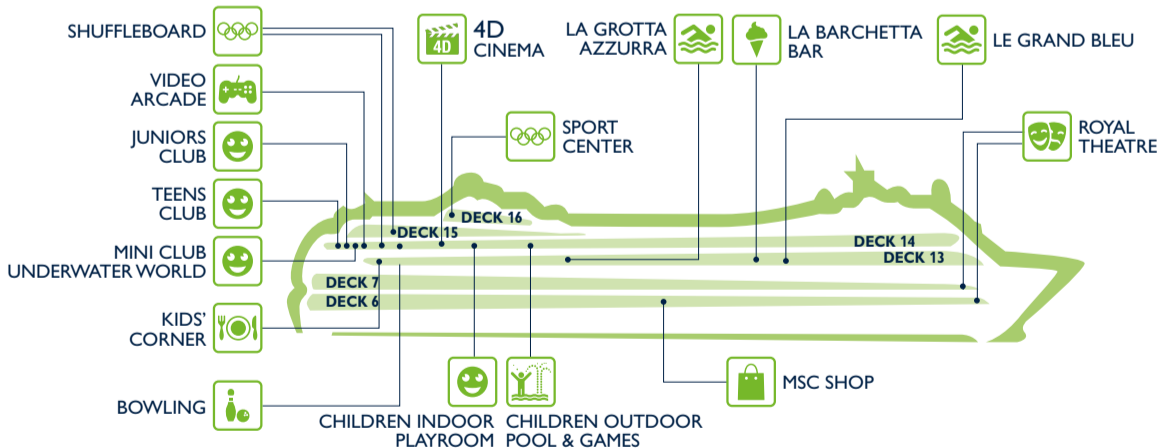 SHUFFLEBOARD
VIDEO
ARCADE
JUNIORS
CLUB
TEENS
CLUB
MINI CLUB
UNDERWATER WORLD
KIDS'
CORNER
BOWLING
4D
4D
CINEMA
LA GROTTA
AZZURRA
LA BARCHETTA
BAR
LE GRAND BLEU
SPORT
CENTER
ROYAL
THEATRE
DECK 16
DECK 15
DECK 14
DECK 13
DECK 7
DECK 6
CHILDREN INDOOR
PLAYROOM
CHILDREN OUTDOOR
POOL & GAMES
MSC SHOP